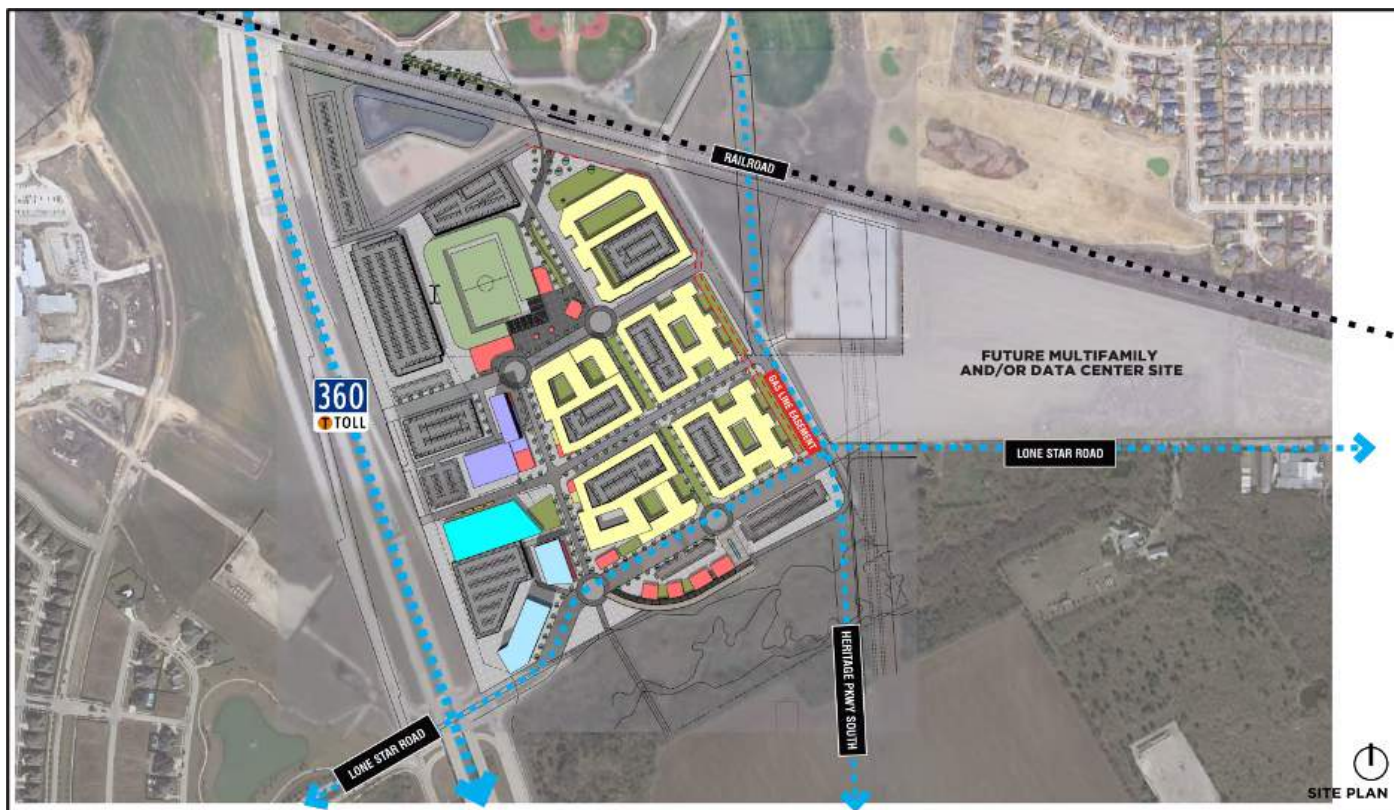 RAILROAD
FUTURE MULTIFAMILY
AND/OR DATA CENTER SITE
360
T TOLL
GAS LINE EASEMENT
LONE STAR ROAD
HERITAGE PKWY SOUTH
LONE STAR ROAD
SITE PLAN